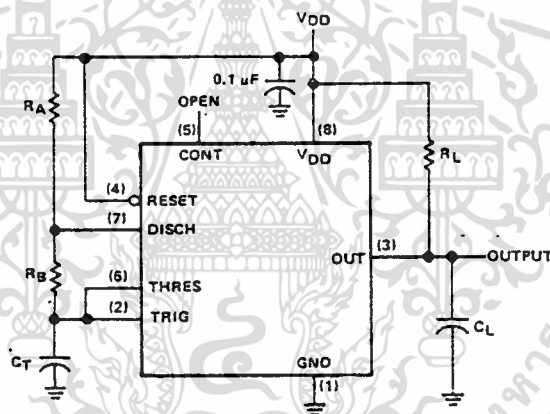 VDD
0.1 uF
RA
OPEN
(5)
(8)
CONT
VDD
RL
(4)
RESET
(7)
DISCH
(3)
OUT
OUTPUT
RB
(6)
THRES
(2)
TRIG
CT
CL
GND
(1)